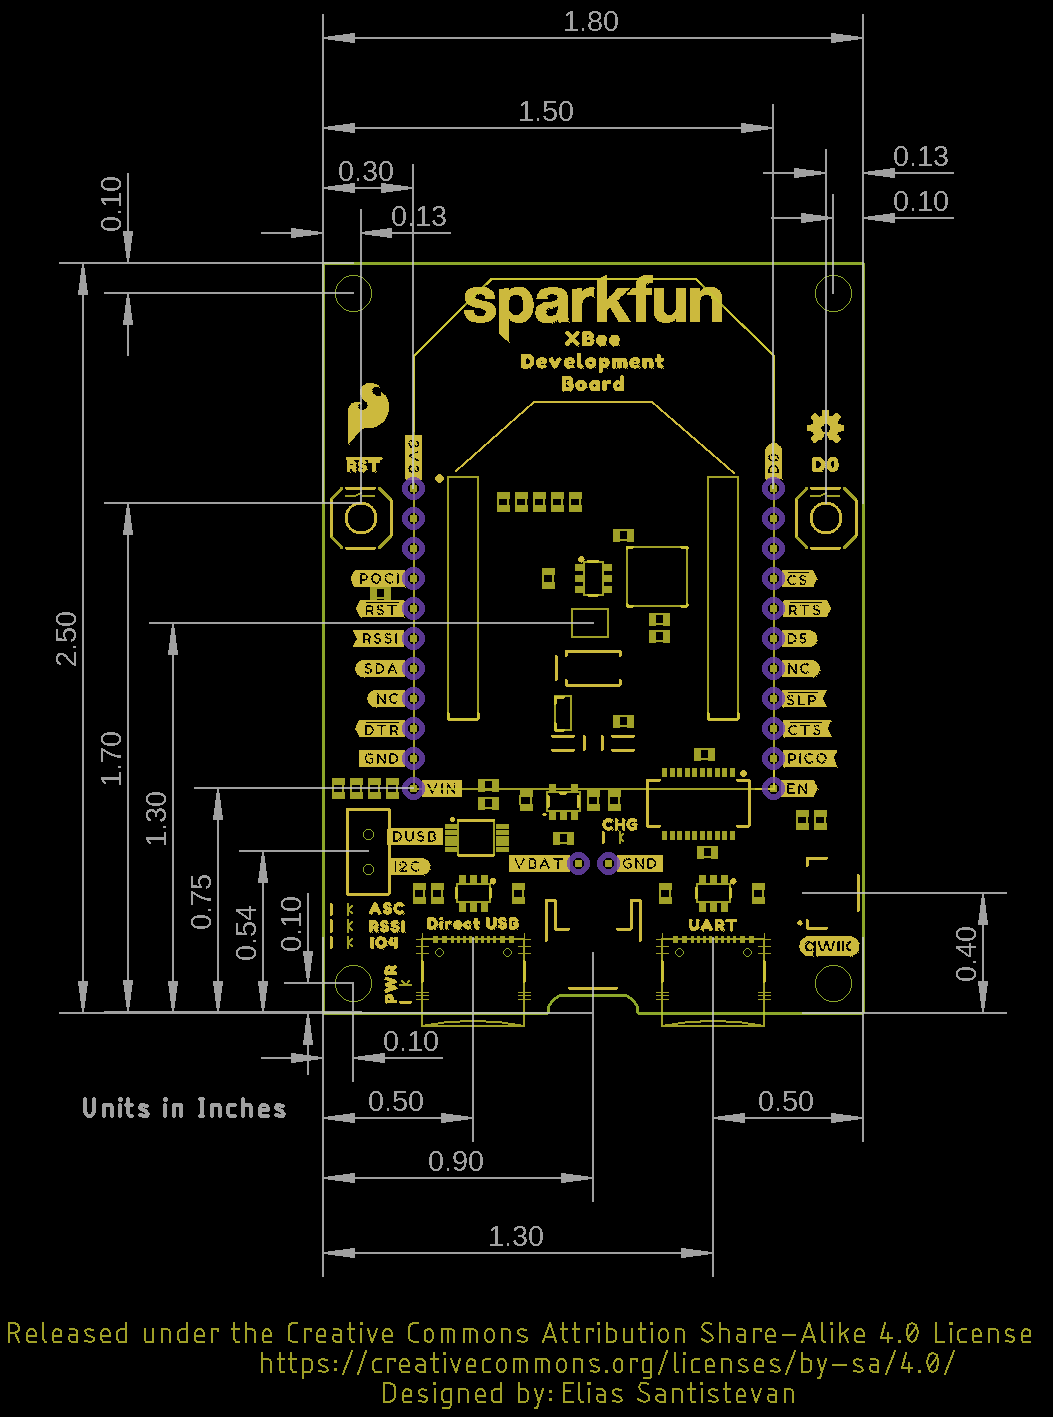 1.80
1.50
0.13
0.30
0.10
0.10
0.13
sparkfun
XBee
Development
Board
RST
3V3
D0
POCI
CS
RST
RTS
RSSI
D5
2.50
SDA
NC
NC
SLP
DTR
CTS
1.70
GND
PICO
VIN
EN
1.30
CHG
DUSB
VBAT
GND
I2C
0.75
ASC
RSSI
IO9
Direct USB
UART
0.54
0.10
QWIK
0.40
PWR
0.10
Units in Inches
0.50
0.50
0.90
1.30
Released under the Creative Commons Attribution Share-Alike 4.0 License
https://creativecommons.org/licenses/by-sa/4.0/
Designed by: Elias Santistevan